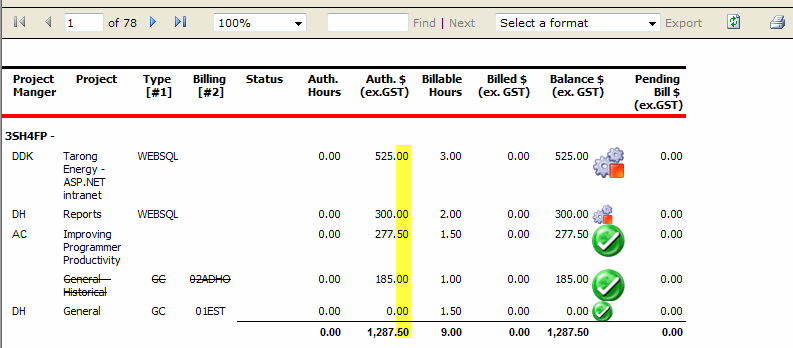 1 of 78 100% Find | Next Select a format Export
Project Project Type Billing Status Auth. Auth. $ Billable Billed $ Balance $ Pending
Manger [#1] [#2] Hours (ex.GST) Hours (ex. GST) (ex. GST) Bill $
(ex.GST)
3SH4FP -
DDK Tarong WEBSQL 0.00 525.00 3.00 0.00 525.00 0.00
Energy -
ASP.NET
intranet
DH Reports WEBSQL 0.00 300.00 2.00 0.00 300.00 0.00
AC Improving 0.00 277.50 1.50 0.00 277.50 0.00
Programmer
Productivity
General - GC 02ADHO 0.00 185.00 1.00 0.00 185.00 0.00
Historical
DH General GC 01EST 0.00 0.00 1.50 0.00 0.00 0.00
0.00 1,287.50 9.00 0.00 1,287.50 0.00